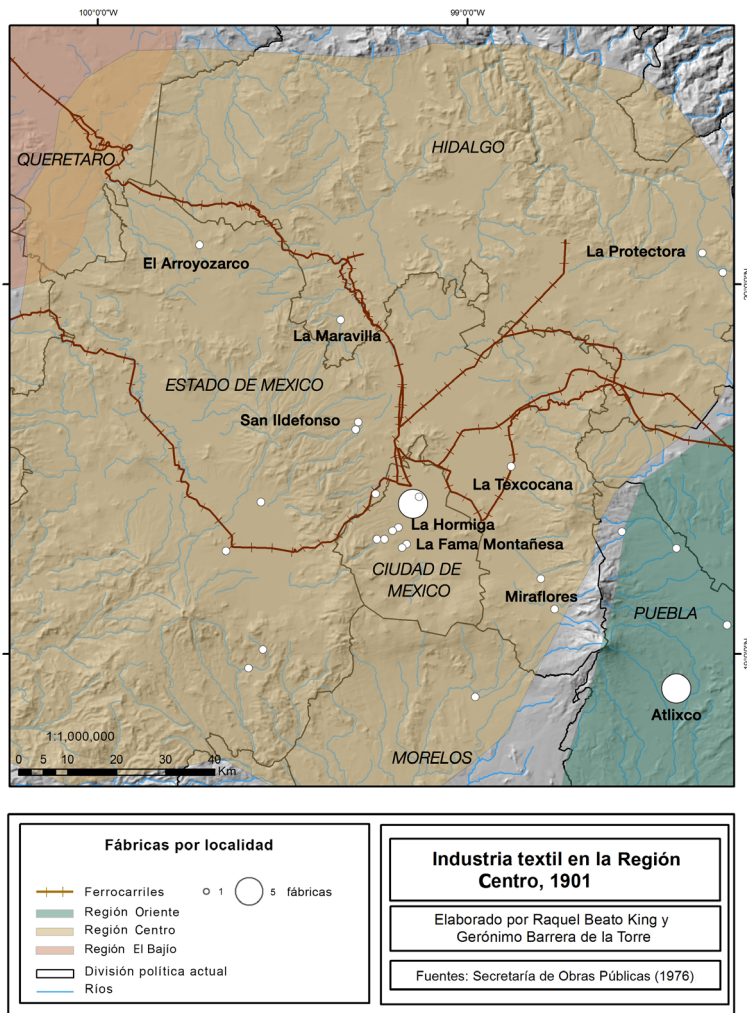 100°0'0"W
99°0'0"W
QUERETARO
HIDALGO
El Arroyozarco
La Protectora
La Maravilla
ESTADO DE MEXICO
San Ildefonso
La Texcocana
La Hormiga
La Fama Montañesa
CIUDAD DE
MEXICO
Miraflores
PUEBLA
Atlixco
1:1,000,000
MORELOS
0 5 10 20 30 40
Km
Fábricas por localidad
Ferrocarriles
1
5 fábricas
Región Oriente
Región Centro
Región El Bajío
División política actual
Ríos
Industria textil en la Región
Centro, 1901
Elaborado por Raquel Beato King y
Gerónimo Barrera de la Torre
Fuentes: Secretaría de Obras Públicas (1976)